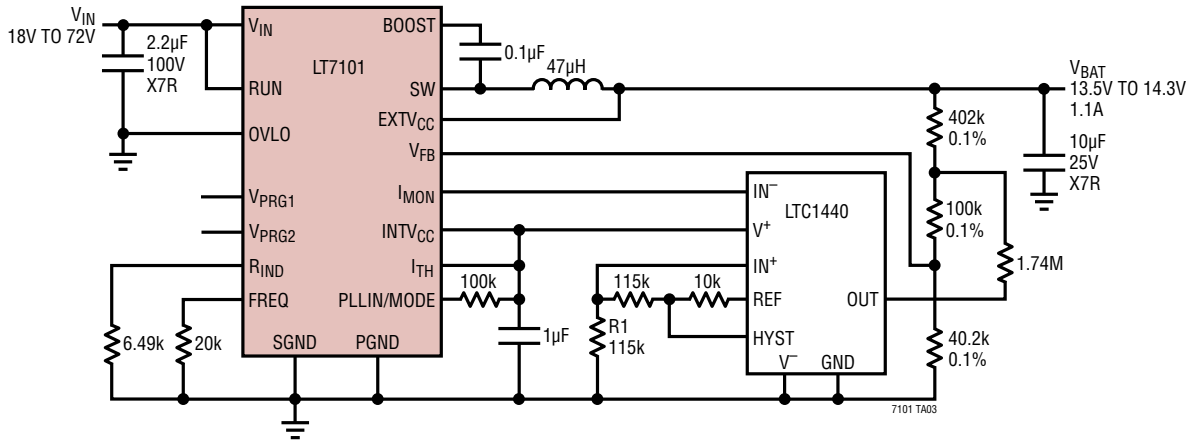 VIN
18V TO 72V
2.2µF
100V
X7R
VIN
RUN
OVLO
VPRG1
VPRG2
RIND
FREQ
SGND
PGND
LT7101
BOOST
SW
EXTVCC
VFB
IMON
INTVCC
ITH
PLLIN/MODE
6.49k
20k
0.1µF
47µH
100k
1µF
R1
115k
115k
10k
IN–
V+
IN+
REF
HYST
V–
GND
LTC1440
OUT
402k
0.1%
100k
0.1%
1.74M
40.2k
0.1%
VBAT
13.5V TO 14.3V
1.1A
10µF
25V
X7R
7101 TA03